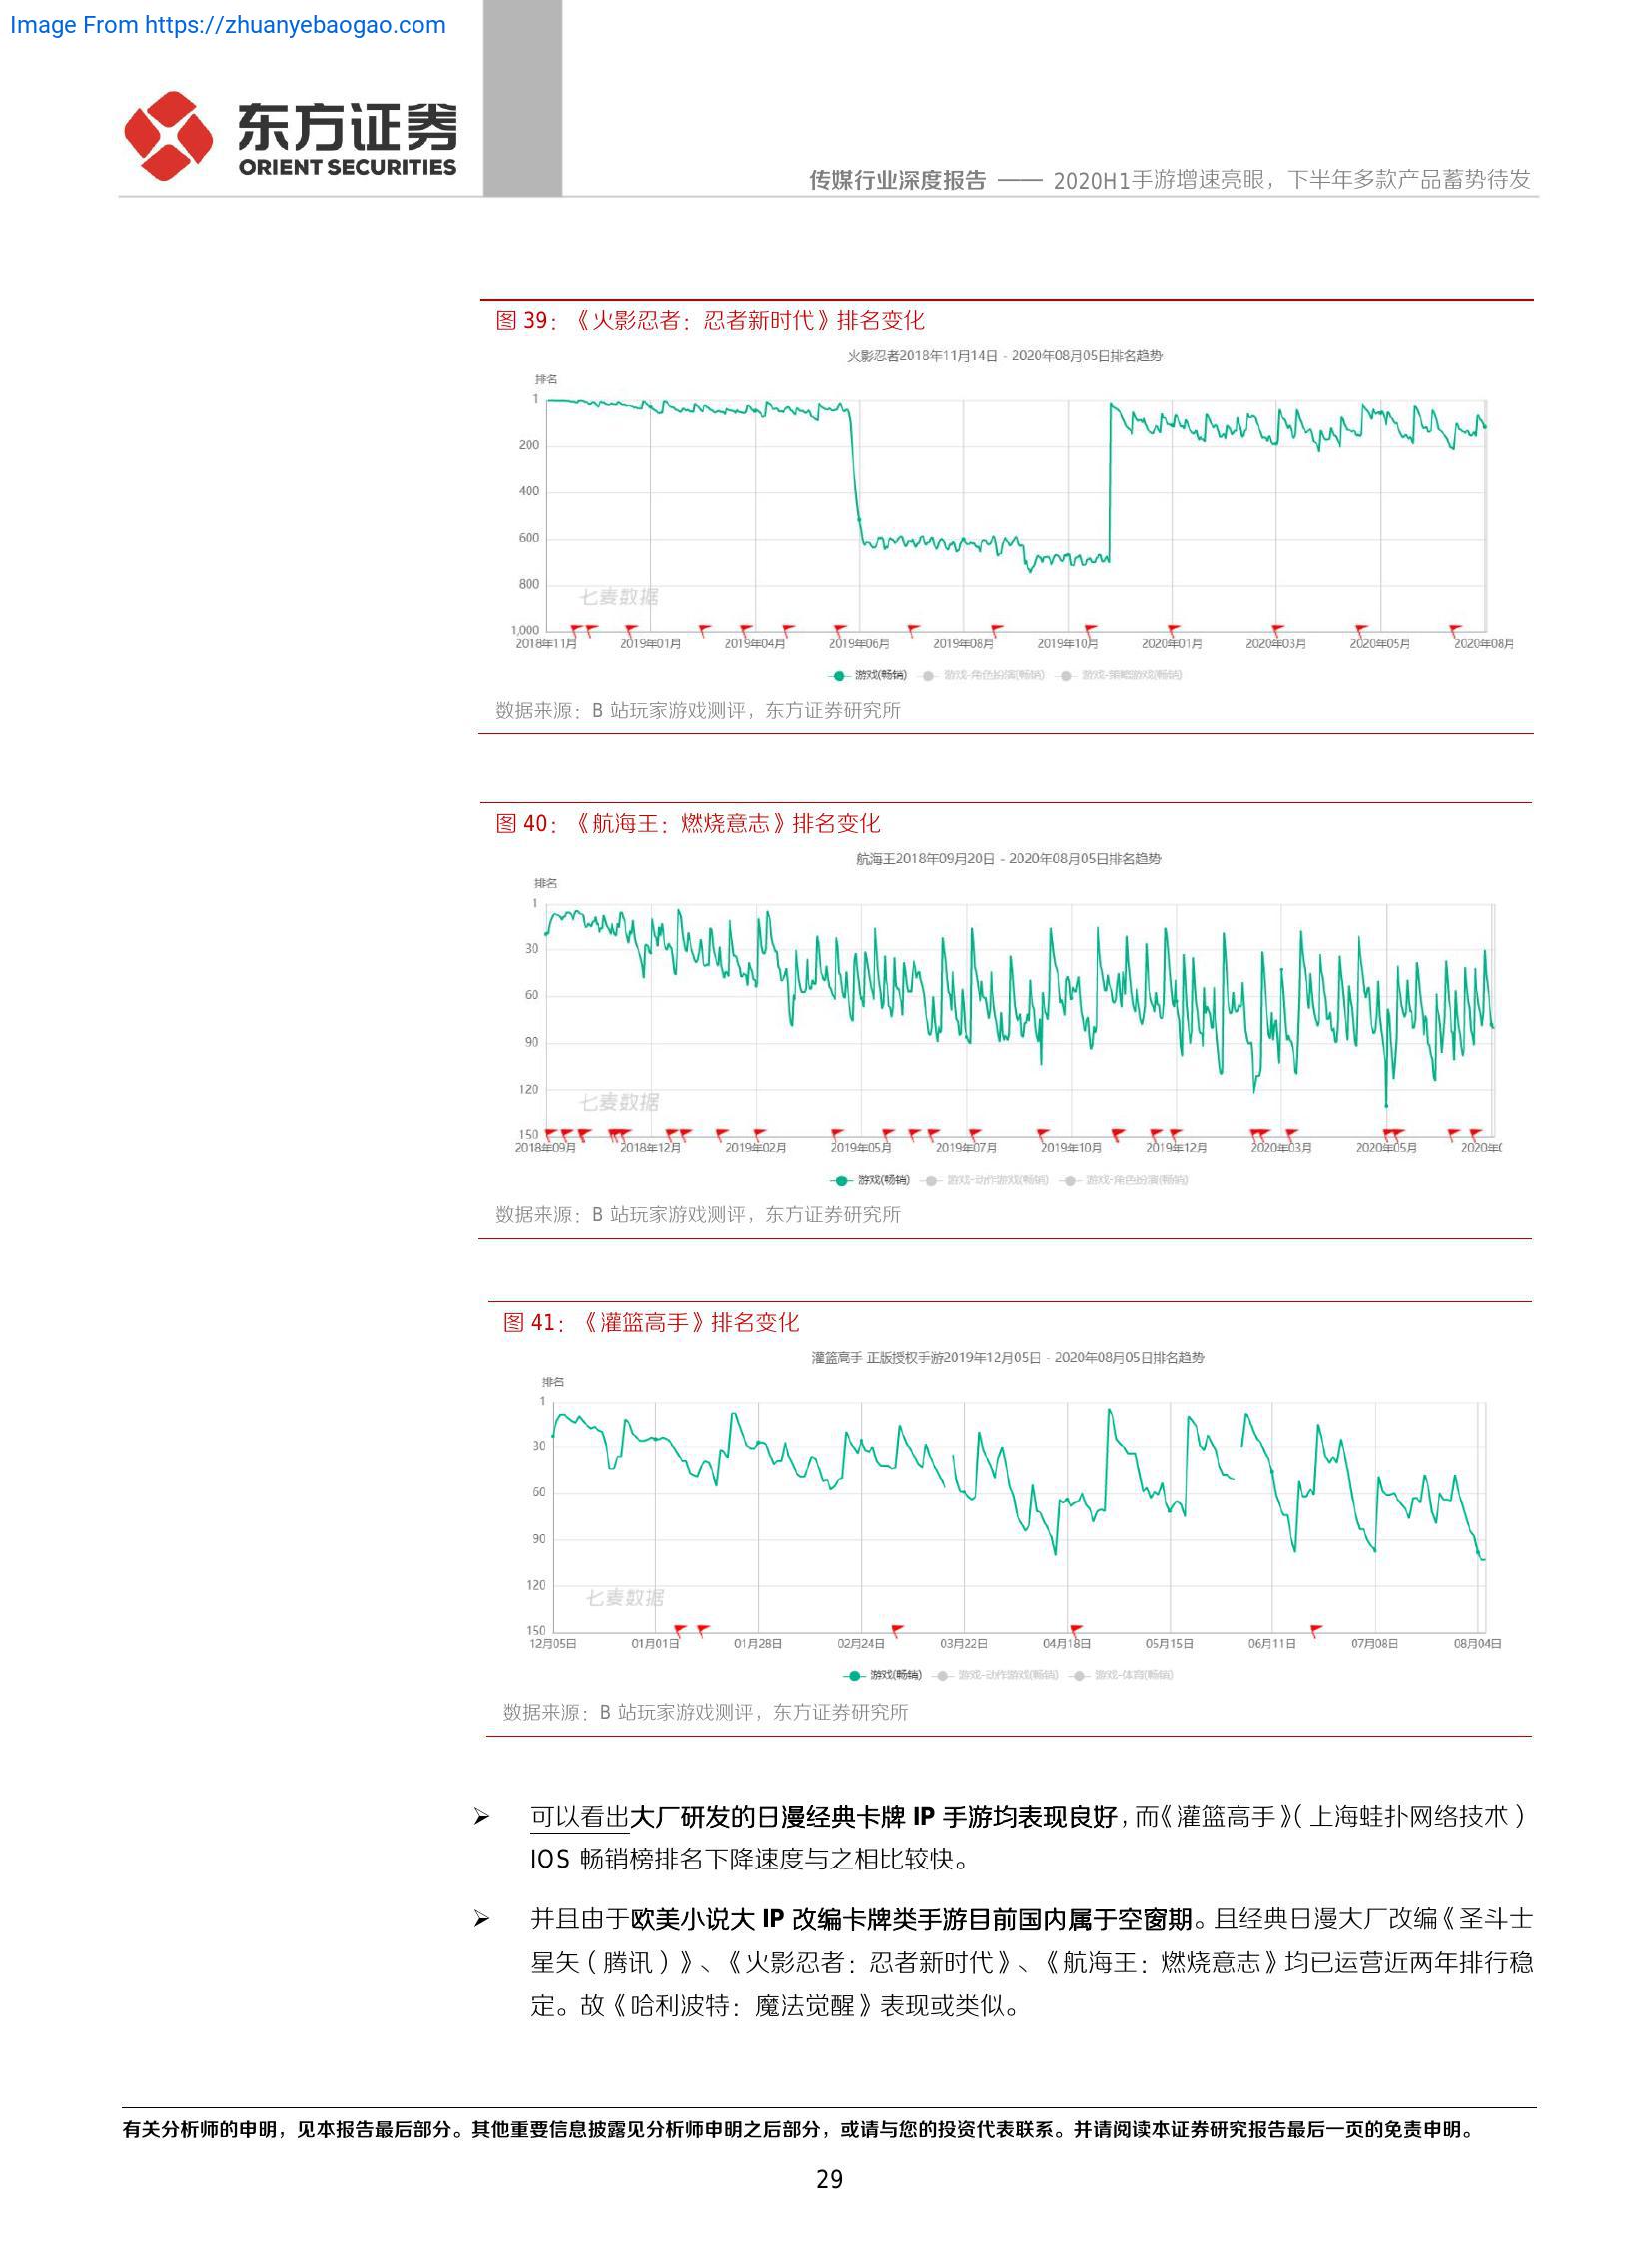 Image From https://zhuanyebaogao.com
东方证券
ORIENT SECURITIES
传媒行业深度报告 —— 2020H1手游增速亮眼，下半年多款产品蓄势待发
图 39：《火影忍者：忍者新时代》排名变化
火影忍者2018年11月14日 - 2020年08月05日排名趋势
排名
1
200
400
600
800
七麦数据
1,000
2018年11月 2019年01月 2019年04月 2019年06月 2019年08月 2019年10月 2020年01月 2020年03月 2020年05月 2020年08月
游戏(畅销) 游戏-角色扮演(畅销) 游戏-策略游戏(畅销)
数据来源：B 站玩家游戏测评，东方证券研究所
图 40：《航海王：燃烧意志》排名变化
航海王2018年09月20日 - 2020年08月05日排名趋势
排名
1
30
60
90
120
七麦数据
150
2018年09月 2018年12月 2019年02月 2019年05月 2019年07月 2019年10月 2019年12月 2020年03月 2020年05月 2020年
游戏(畅销) 游戏-动作游戏(畅销) 游戏-角色扮演(畅销)
数据来源：B 站玩家游戏测评，东方证券研究所
图 41：《灌篮高手》排名变化
灌篮高手 正版授权手游2019年12月05日 - 2020年08月05日排名趋势
排名
1
30
60
90
120
七麦数据
150
12月05日 01月01日 01月28日 02月24日 03月22日 04月18日 05月15日 06月11日 07月08日 08月04日
游戏(畅销) 游戏-动作游戏(畅销) 游戏-体育(畅销)
数据来源：B 站玩家游戏测评，东方证券研究所
➢ 可以看出大厂研发的日漫经典卡牌 IP 手游均表现良好，而《灌篮高手》（上海蛙扑网络技术）
IOS 畅销榜排名下降速度与之相比较快。
➢ 并且由于欧美小说大 IP 改编卡牌类手游目前国内属于空窗期。且经典日漫大厂改编《圣斗士
星矢（腾讯）》、《火影忍者：忍者新时代》、《航海王：燃烧意志》均已运营近两年排行稳
定。故《哈利波特：魔法觉醒》表现或类似。
有关分析师的申明，见本报告最后部分。其他重要信息披露见分析师申明之后部分，或请与您的投资代表联系。并请阅读本证券研究报告最后一页的免责申明。
29